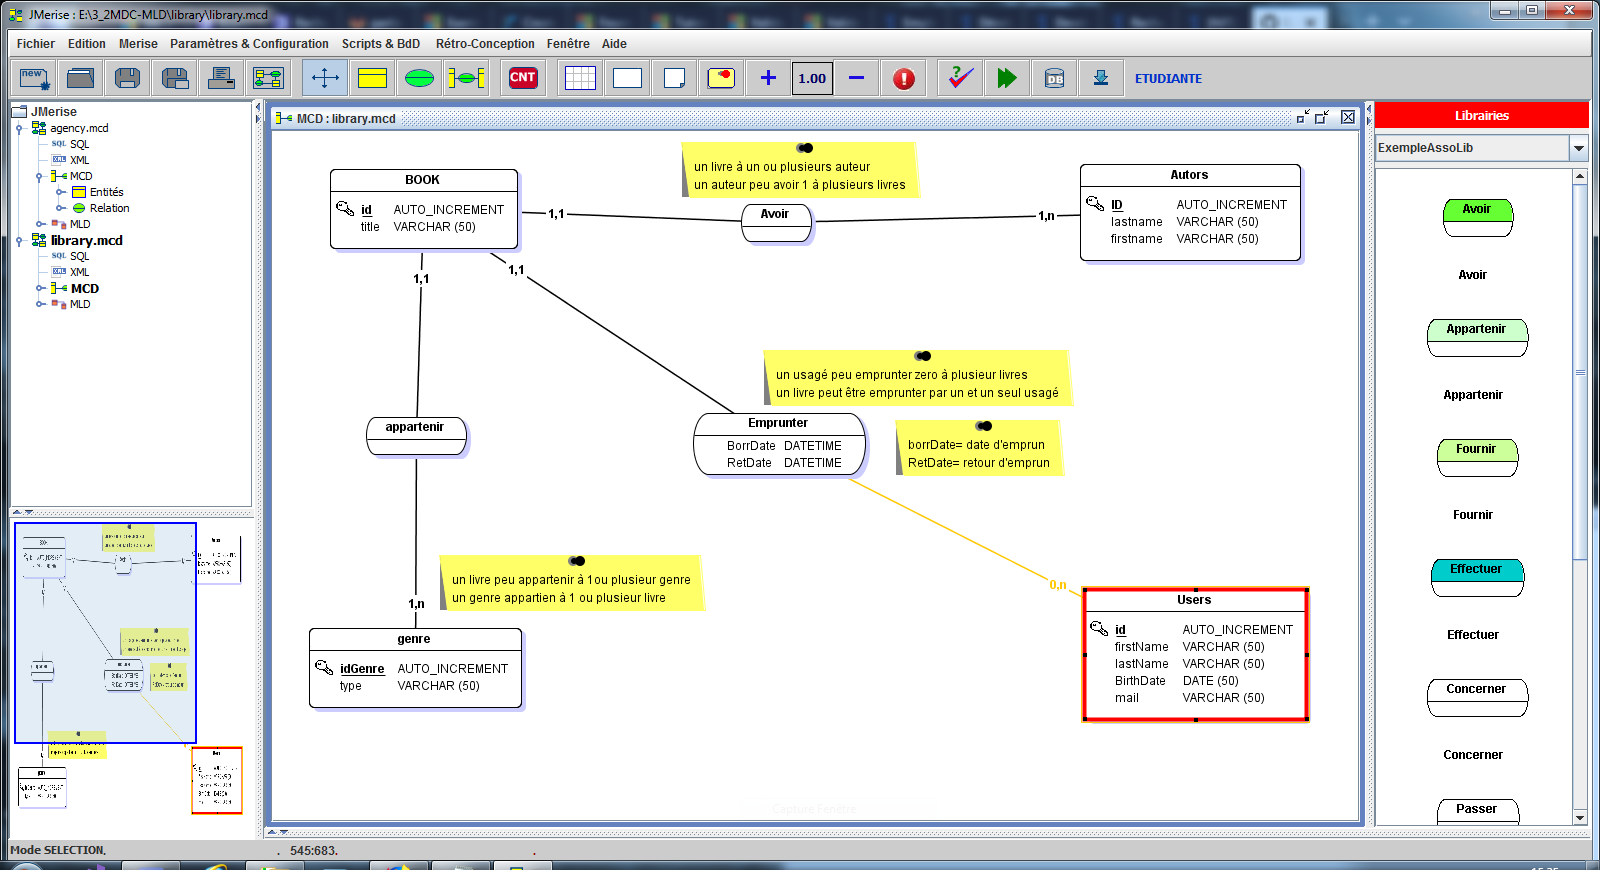 JMerise : E:\3_2MDC-MLD\library\library.mcd
Fichier Edition Merise Paramètres & Configuration Scripts & BdD Rétro-Conception Fenêtre Aide
new CNT 1.00 DB ETUDIANTE
JMerise
agency.mcd
SQL SQL
XML XML
MCD
Entités
Relation
MLD
library.mcd
SQL SQL
XML XML
MCD
MLD
MCD : library.mcd
un livre à un ou plusieurs auteur
un auteur peu avoir 1 à plusieurs livres
BOOK
id AUTO_INCREMENT
title VARCHAR (50)
1,1
Avoir
1,n
Autors
ID AUTO_INCREMENT
lastname VARCHAR (50)
firstname VARCHAR (50)
1,1
1,1
un usagé peu emprunter zero à plusieur livres
un livre peut être emprunter par un et un seul usagé
appartenir
Emprunter
BorrDate DATETIME
RetDate DATETIME
borrDate= date d'emprun
RetDate= retour d'emprun
un livre peu appartenir à 1ou plusieur genre
un genre appartien à 1 ou plusieur livre
1,n
0,n
genre
idGenre AUTO_INCREMENT
type VARCHAR (50)
Users
id AUTO_INCREMENT
firstName VARCHAR (50)
lastName VARCHAR (50)
BirthDate DATE (50)
mail VARCHAR (50)
Librairies
ExempleAssoLib
Avoir
Avoir
Appartenir
Appartenir
Fournir
Fournir
Effectuer
Effectuer
Concerner
Concerner
Passer
Capture Fenêtre
Mode SELECTION, . 545:683. .